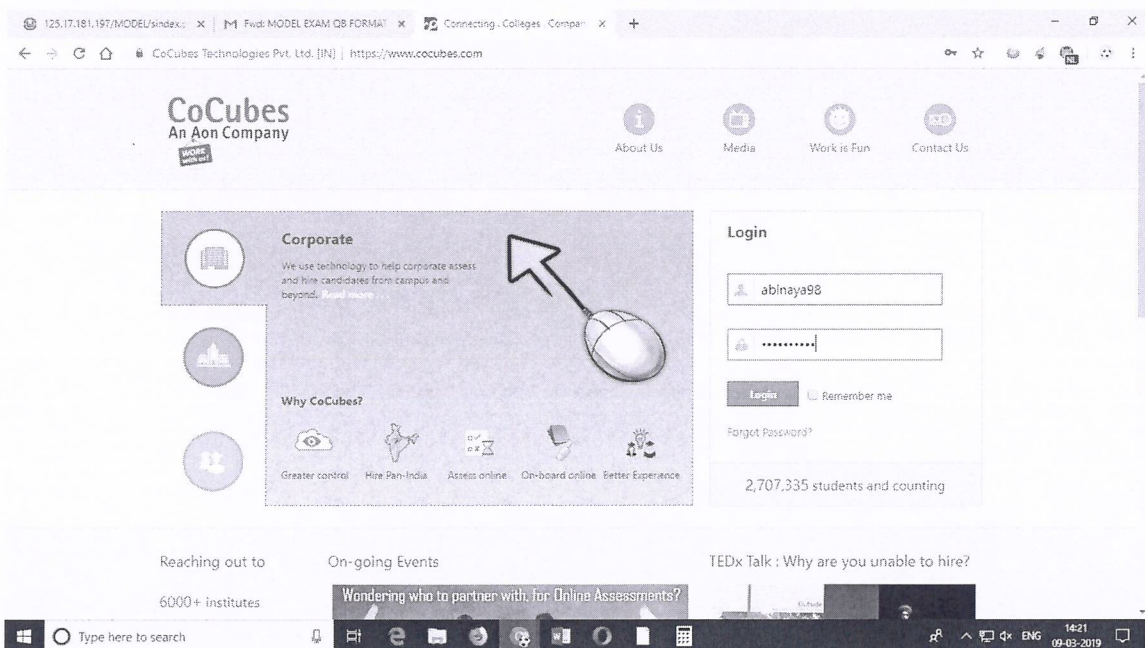 125.17.181.197/MODEL/sindex.
Fwd: MODEL EXAM QB FORMAT
Connecting . Colleges . Compan
CoCubes Technologies Pvt. Ltd. [IN] | https://www.cocubes.com
NL
CoCubes
An Aon Company
WORK
with us!
About Us
Media
Work is Fun
Contact Us
Corporate
We use technology to help corporate assess
and hire candidates from campus and
beyond. Read more ...
Why CoCubes?
Greater control
Hire Pan-India
Assess online
On-board online
Better Experience
Login
abinaya98
••••••••••
Login
Remember me
Forgot Password?
2,707,335 students and counting
Reaching out to
6000+ institutes
On-going Events
Wondering who to partner with, for Online Assessments?
TEDx Talk : Why are you unable to hire?
Type here to search
ENG
14:21
09-03-2019